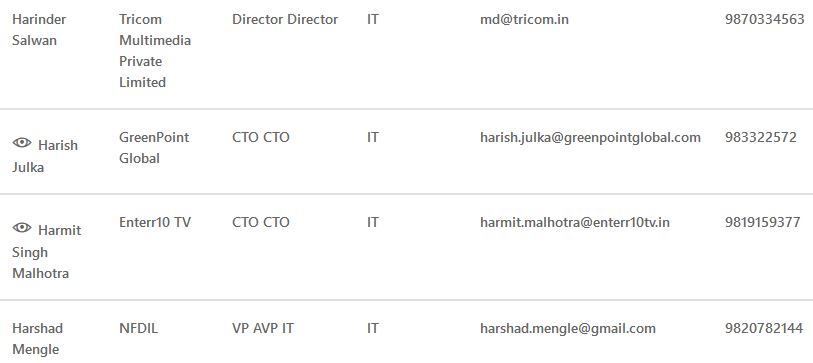 Harinder Tricom Director Director IT md@tricom.in 9870334563
Salwan Multimedia
Private
Limited
Harish GreenPoint CTO CTO IT harish.julka@greenpointglobal.com 983322572
Julka Global
Harmit Enterr10 TV CTO CTO IT harmit.malhotra@enterr10tv.in 9819159377
Singh
Malhotra
Harshad NFDIL VP AVP IT IT harshad.mengle@gmail.com 9820782144
Mengle